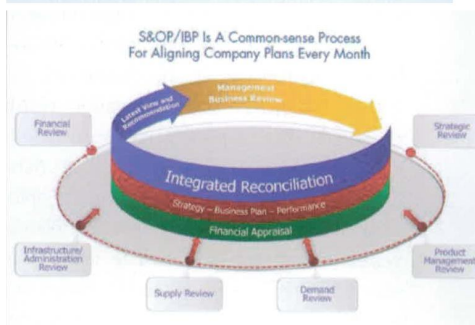 S&OP/IBP Is A Common-sense Process
For Aligning Company Plans Every Month
Latest View and
Recommendation
Management
Business Review
Financial
Review
Strategic
Review
Integrated Reconciliation
Strategy – Business Plan – Performance
Financial Appraisal
Infrastructure/
Administration
Review
Product
Management
Review
Supply Review
Demand
Review